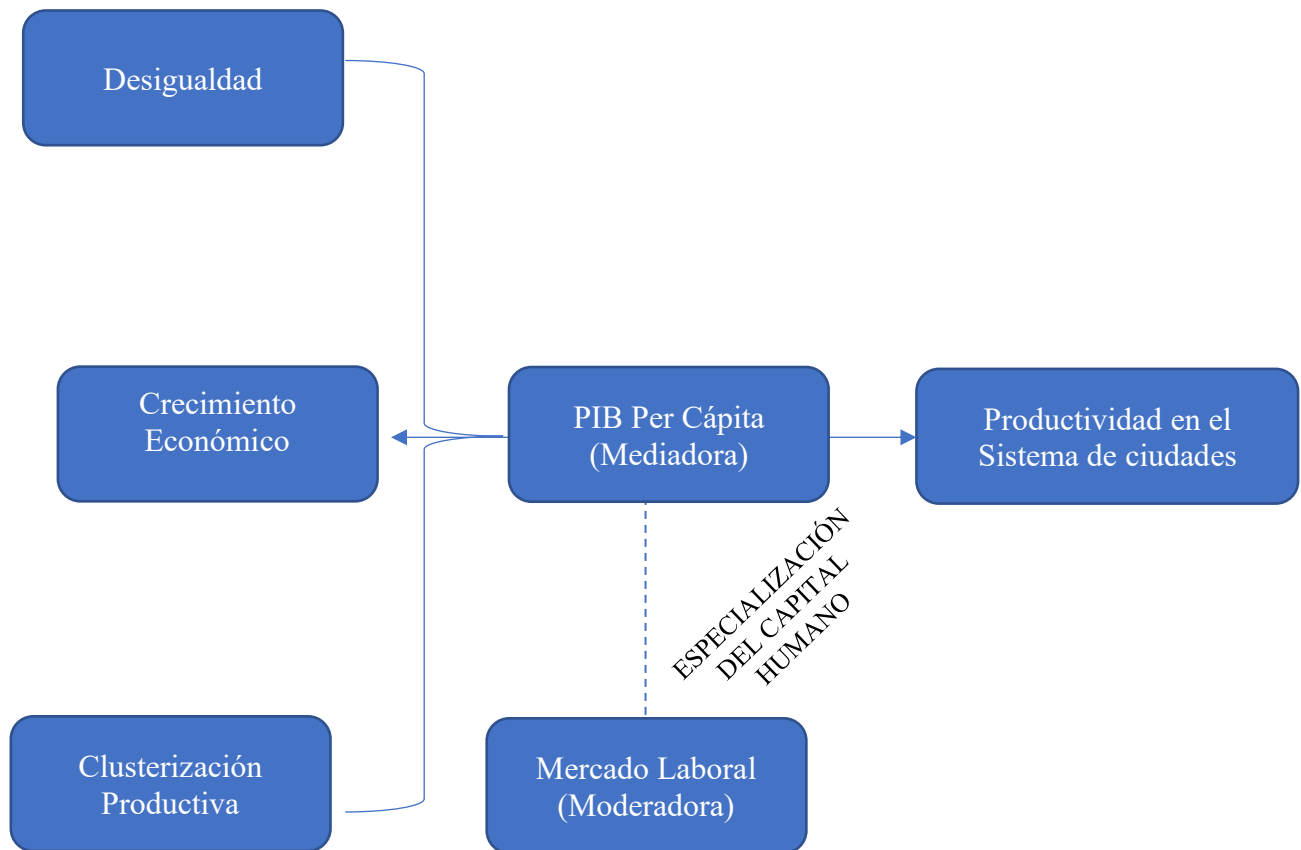 Desigualdad
Crecimiento
Económico
PIB Per Cápita
(Mediadora)
Productividad en el
Sistema de ciudades
ESPECIALIZACIÓN
DEL CAPITAL
HUMANO
Clusterización
Productiva
Mercado Laboral
(Moderadora)